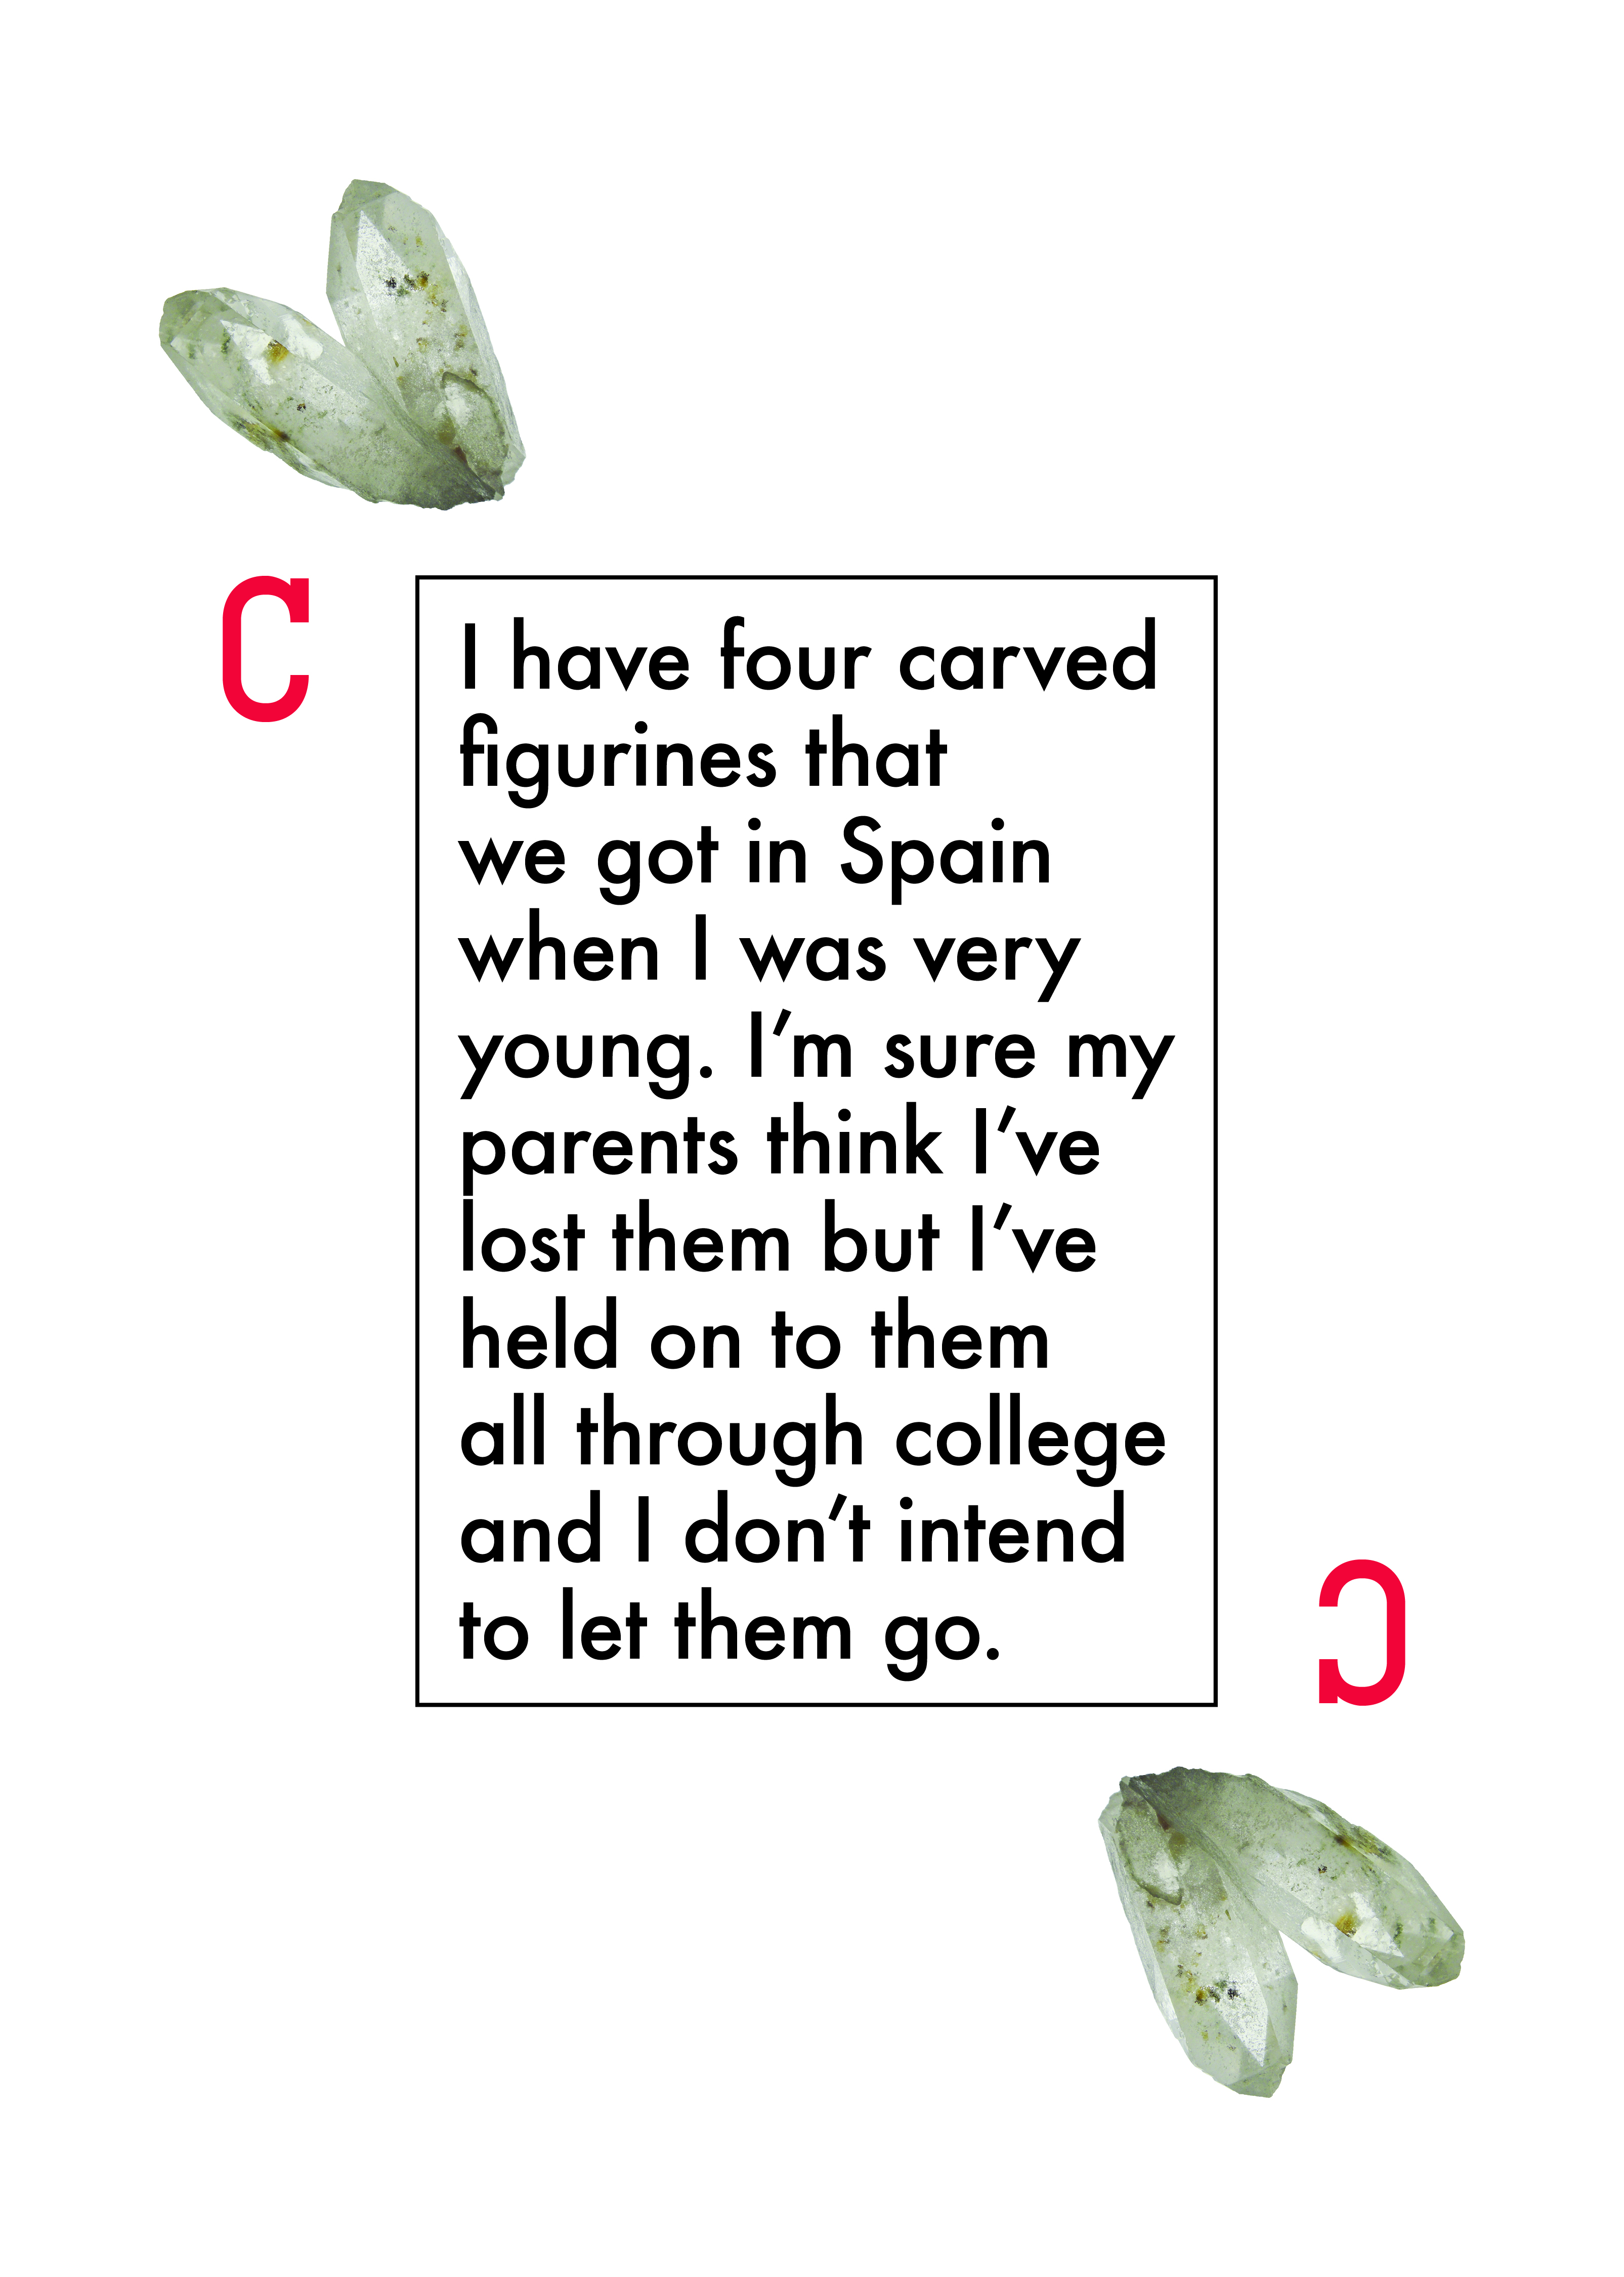 C
I have four carved
figurines that
we got in Spain
when I was very
young. I’m sure my
parents think I’ve
lost them but I’ve
held on to them
all through college
and I don’t intend
to let them go.
C